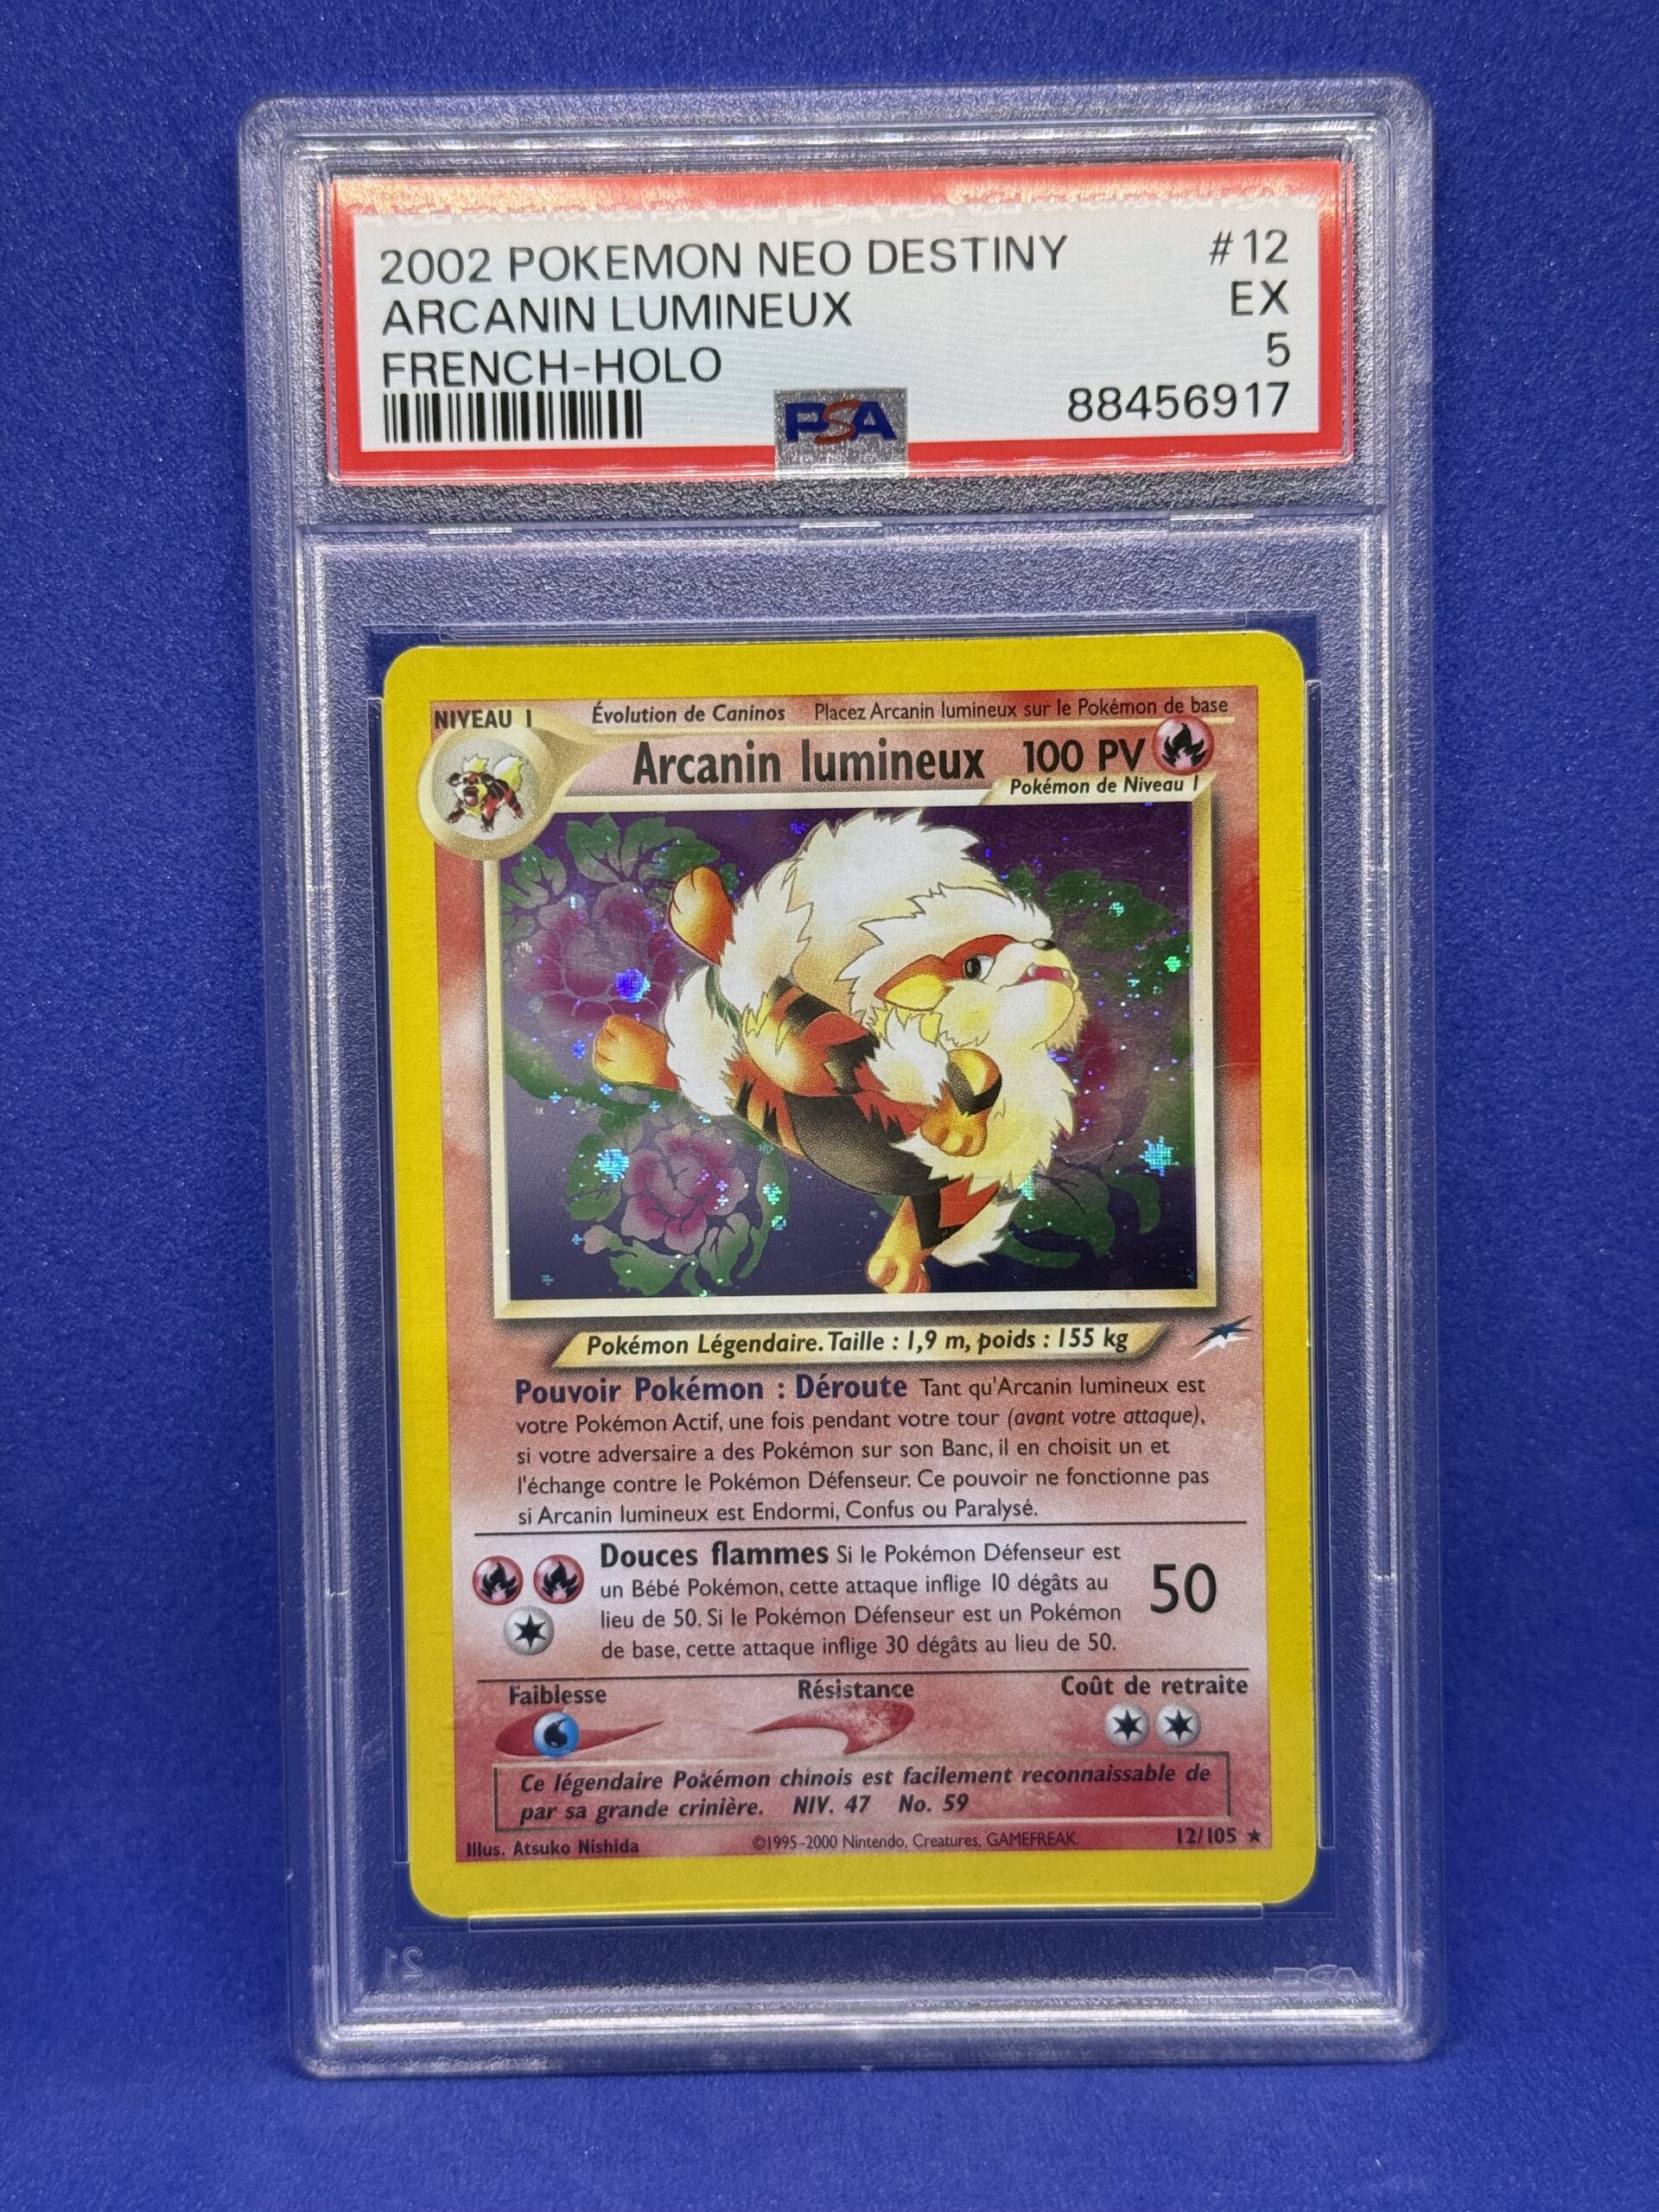 2002 POKEMON NEO DESTINY #12
ARCANIN LUMINEUX EX
FRENCH-HOLO 5
PSA 88456917
NIVEAU 1 Évolution de Caninos Placez Arcanin lumineux sur le Pokémon de base
Arcanin lumineux 100 PV
Pokémon de Niveau 1
Pokémon Légendaire. Taille : 1,9 m, poids : 155 kg
Pouvoir Pokémon : Déroute Tant qu'Arcanin lumineux est
votre Pokémon Actif, une fois pendant votre tour (avant votre attaque),
si votre adversaire a des Pokémon sur son Banc, il en choisit un et
l'échange contre le Pokémon Défenseur. Ce pouvoir ne fonctionne pas
si Arcanin lumineux est Endormi, Confus ou Paralysé.
Douces flammes Si le Pokémon Défenseur est
un Bébé Pokémon, cette attaque inflige 10 dégâts au
lieu de 50. Si le Pokémon Défenseur est un Pokémon
de base, cette attaque inflige 30 dégâts au lieu de 50.
50
Faiblesse Résistance Coût de retraite
Ce légendaire Pokémon chinois est facilement reconnaissable de
par sa grande crinière. NIV. 47 No. 59
Illus. Atsuko Nishida ©1995-2000 Nintendo, Creatures, GAMEFREAK. 12/105 ★
21 PSA